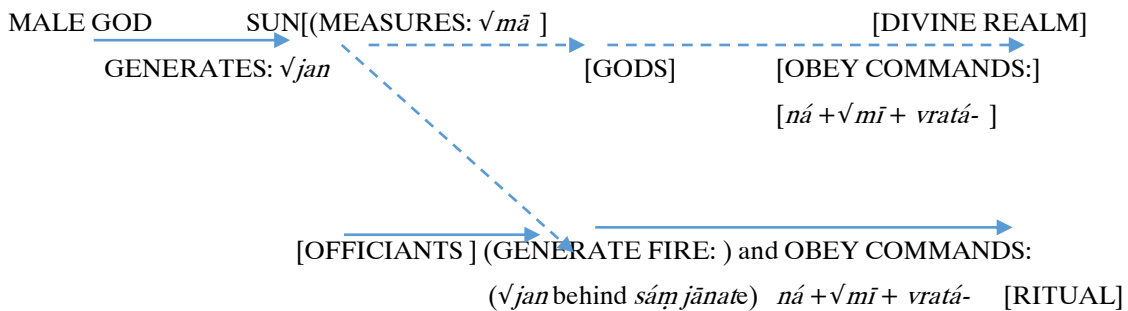 MALE GOD SUN[(MEASURES: √mā ] [DIVINE REALM]
GENERATES: √jan [GODS] [OBEY COMMANDS:]
[ná +√mī + vratá- ]
[OFFICIANTS ] (GENERATE FIRE: ) and OBEY COMMANDS:
(√jan behind sáṃ jānate) ná +√mī + vratá- [RITUAL]